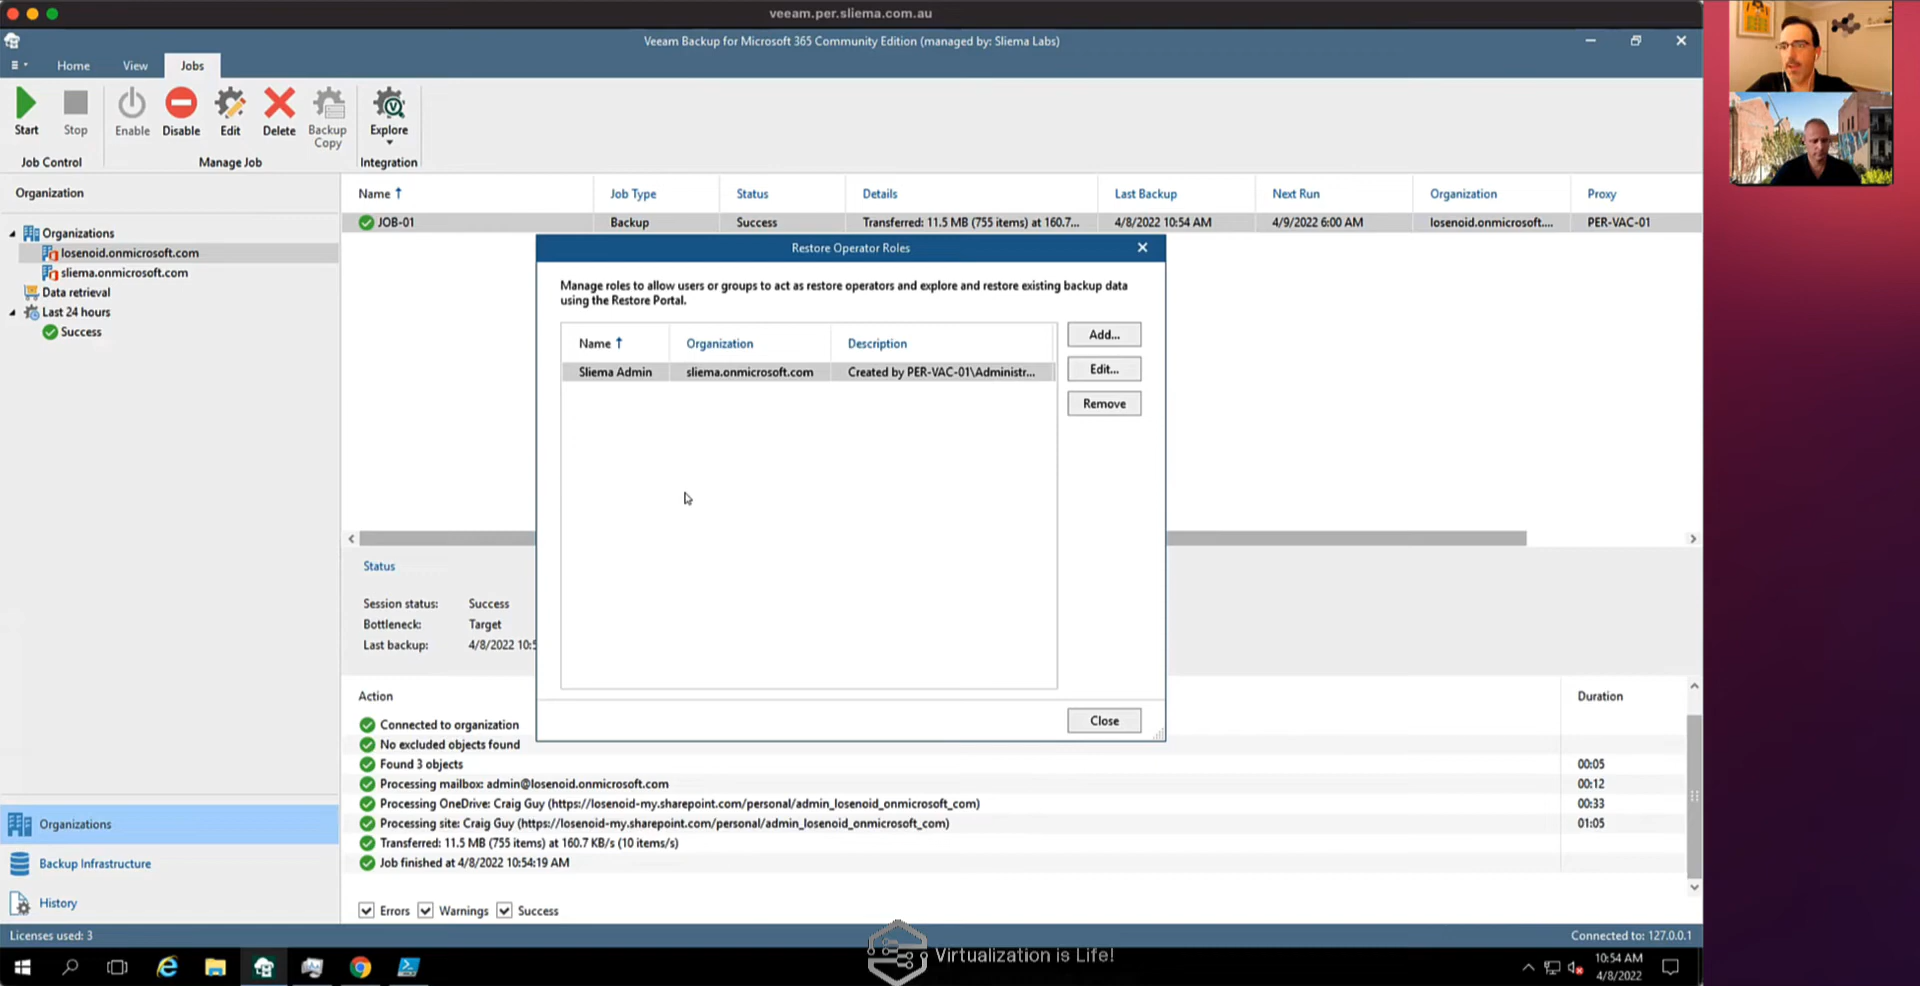 veeam.per.sliema.com.au
Veeam Backup for Microsoft 365 Community Edition (managed by: Sliema Labs)
Home View Jobs
Start Stop Enable Disable Edit Delete Backup Copy Explore
Job Control Manage Job Integration
Organization
Organizations
losenoid.onmicrosoft.com
sliema.onmicrosoft.com
Data retrieval
Last 24 hours
Success
Name ↑ Job Type Status Details Last Backup Next Run Organization Proxy
JOB-01 Backup Success Transferred: 11.5 MB (755 items) at 160.7... 4/8/2022 10:54 AM 4/9/2022 6:00 AM losenoid.onmicrosoft.... PER-VAC-01
Restore Operator Roles
Manage roles to allow users or groups to act as restore operators and explore and restore existing backup data
using the Restore Portal.
Name ↑ Organization Description
Sliema Admin sliema.onmicrosoft.com Created by PER-VAC-01\Administr...
Add...
Edit...
Remove
Close
Status
Session status: Success
Bottleneck: Target
Last backup: 4/8/2022 10:5
Action Duration
Connected to organization
No excluded objects found
Found 3 objects 00:05
Processing mailbox: admin@losenoid.onmicrosoft.com 00:12
Processing OneDrive: Craig Guy (https://losenoid-my.sharepoint.com/personal/admin_losenoid_onmicrosoft_com) 00:33
Processing site: Craig Guy (https://losenoid-my.sharepoint.com/personal/admin_losenoid_onmicrosoft_com) 01:05
Transferred: 11.5 MB (755 items) at 160.7 KB/s (10 items/s)
Job finished at 4/8/2022 10:54:19 AM
Errors Warnings Success
Organizations
Backup Infrastructure
History
Licenses used: 3
Connected to: 127.0.0.1
Virtualization is Life!
10:54 AM
4/8/2022